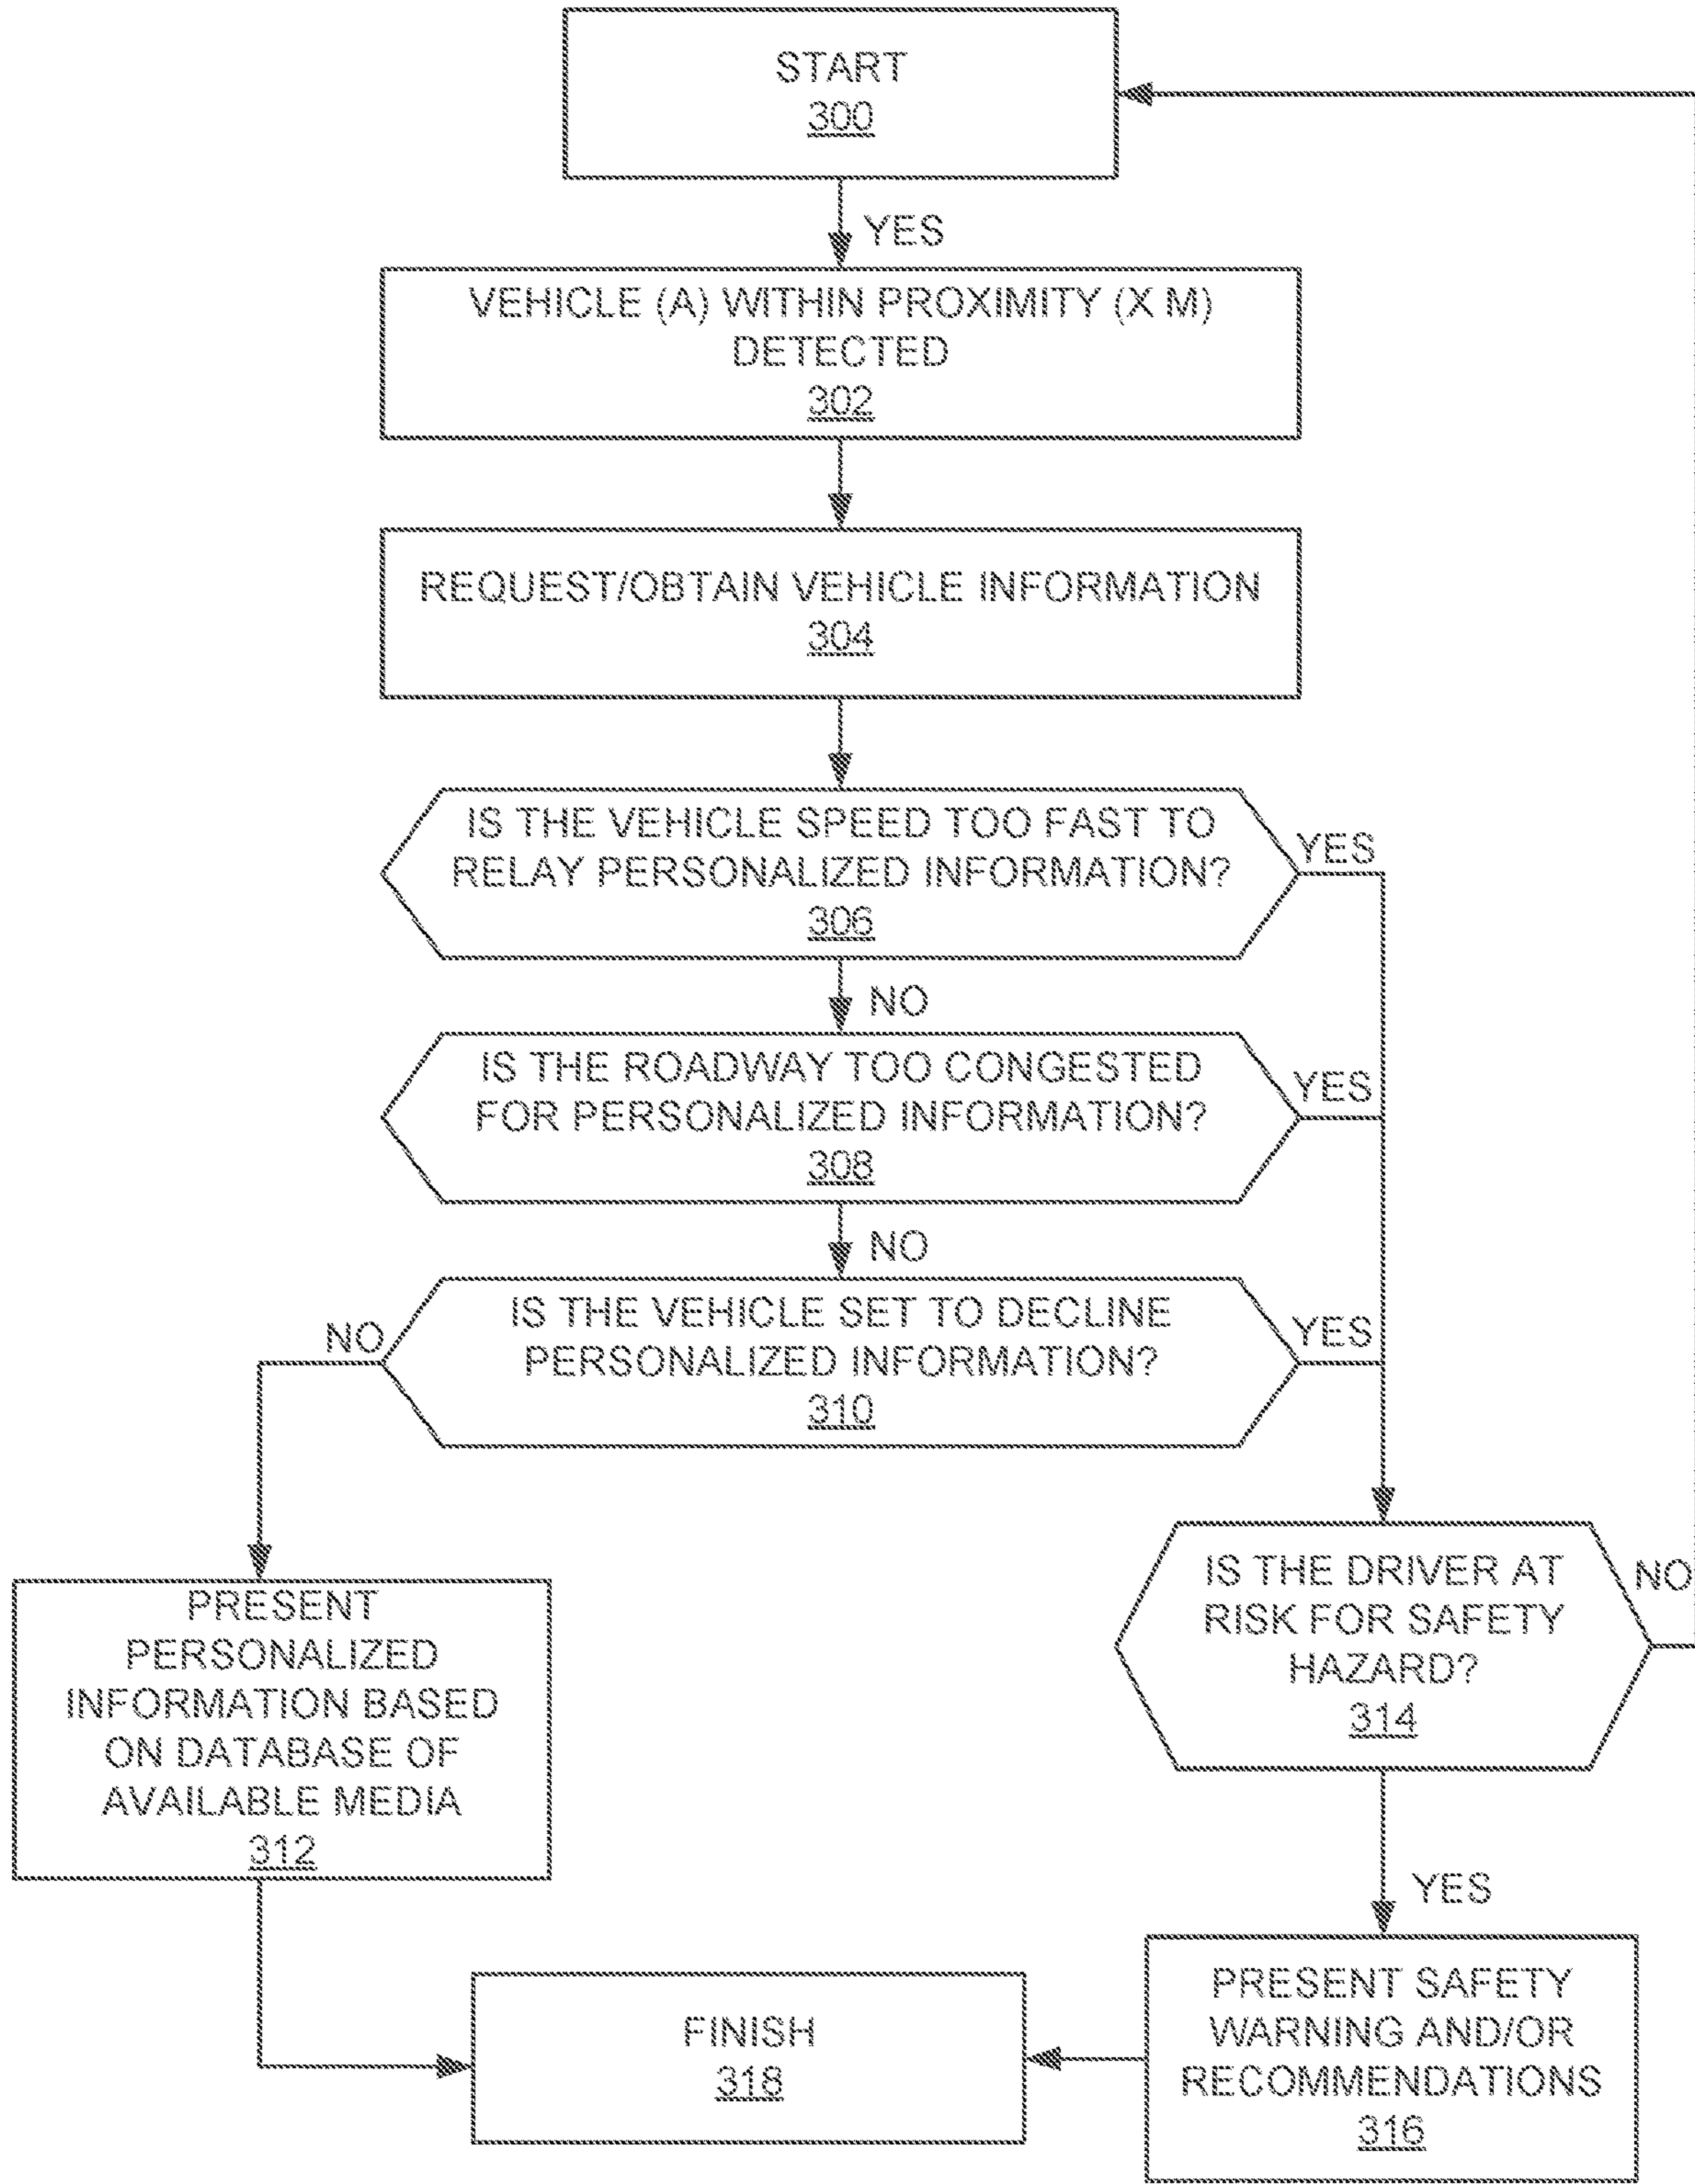 START
300
YES
VEHICLE (A) WITHIN PROXIMITY (X M)
DETECTED
302
REQUEST/OBTAIN VEHICLE INFORMATION
304
IS THE VEHICLE SPEED TOO FAST TO
RELAY PERSONALIZED INFORMATION?
306
YES
NO
IS THE ROADWAY TOO CONGESTED
FOR PERSONALIZED INFORMATION?
308
YES
NO
IS THE VEHICLE SET TO DECLINE
PERSONALIZED INFORMATION?
310
NO
YES
PRESENT
PERSONALIZED
INFORMATION BASED
ON DATABASE OF
AVAILABLE MEDIA
312
IS THE DRIVER AT
RISK FOR SAFETY
HAZARD?
314
NO
YES
PRESENT SAFETY
WARNING AND/OR
RECOMMENDATIONS
316
FINISH
318